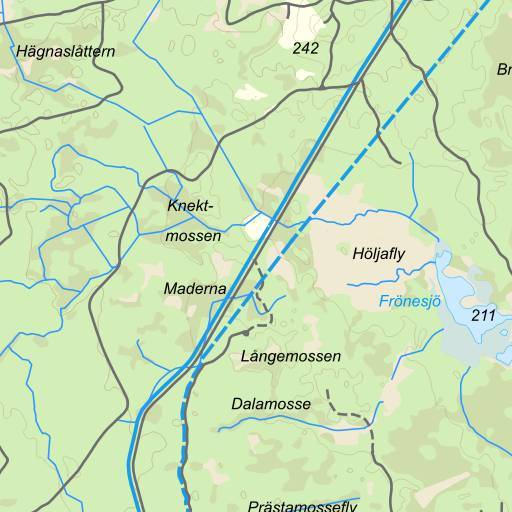 Hägnaslåttern
242
Br
Knekt-
mossen
Höljafly
Maderna
Frönesjö
211
Långemossen
Dalamosse
Prästamossefly